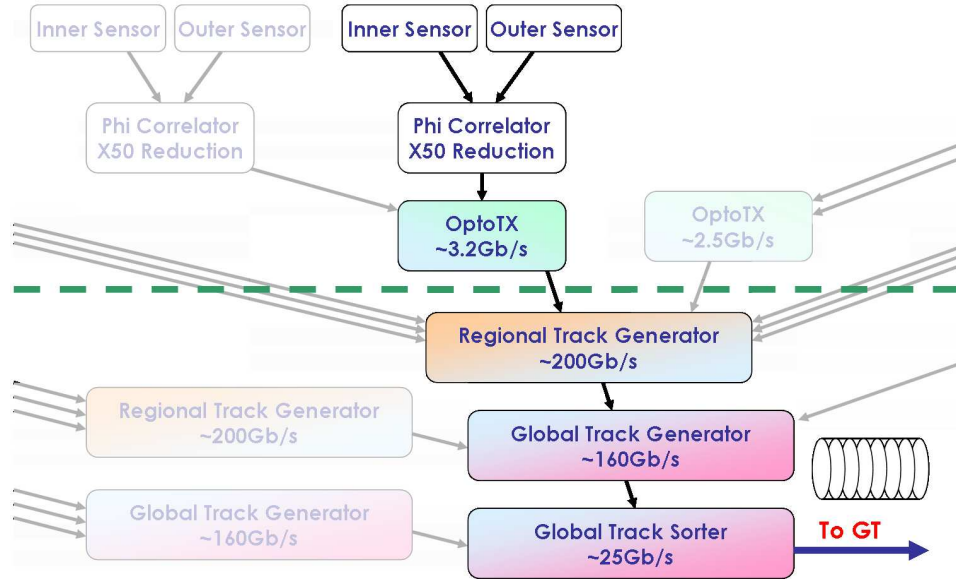 Inner Sensor
Outer Sensor
Inner Sensor
Outer Sensor
Phi Correlator
X50 Reduction
Phi Correlator
X50 Reduction
OptoTX
~3.2Gb/s
OptoTX
~2.5Gb/s
Regional Track Generator
~200Gb/s
Regional Track Generator
~200Gb/s
Global Track Generator
~160Gb/s
Global Track Generator
~160Gb/s
Global Track Sorter
~25Gb/s
To GT